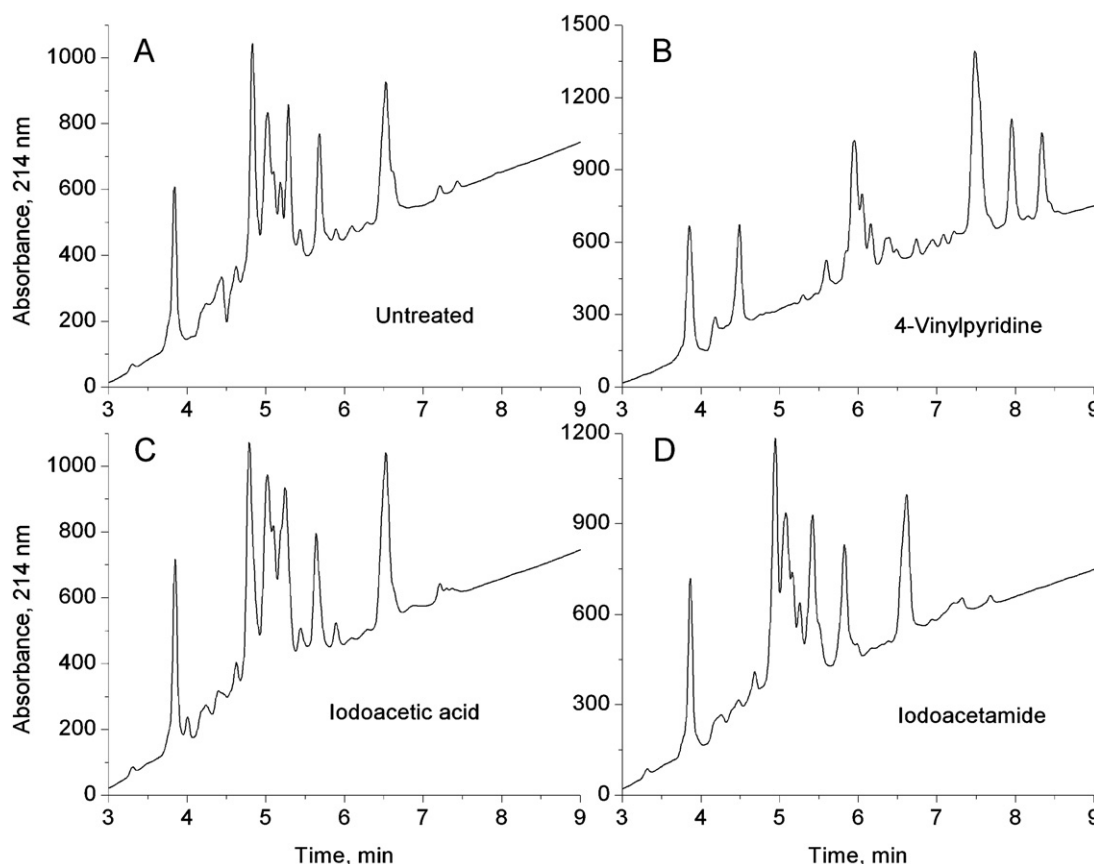 A
B
1000
800
600
400
200
0
Absorbance, 214 nm
Untreated
3 4 5 6 7 8 9
1500
1200
900
600
300
0
4-Vinylpyridine
3 4 5 6 7 8 9
C
D
1000
800
600
400
200
0
Absorbance, 214 nm
Iodoacetic acid
3 4 5 6 7 8 9
Time, min
1200
900
600
300
0
Iodoacetamide
3 4 5 6 7 8 9
Time, min